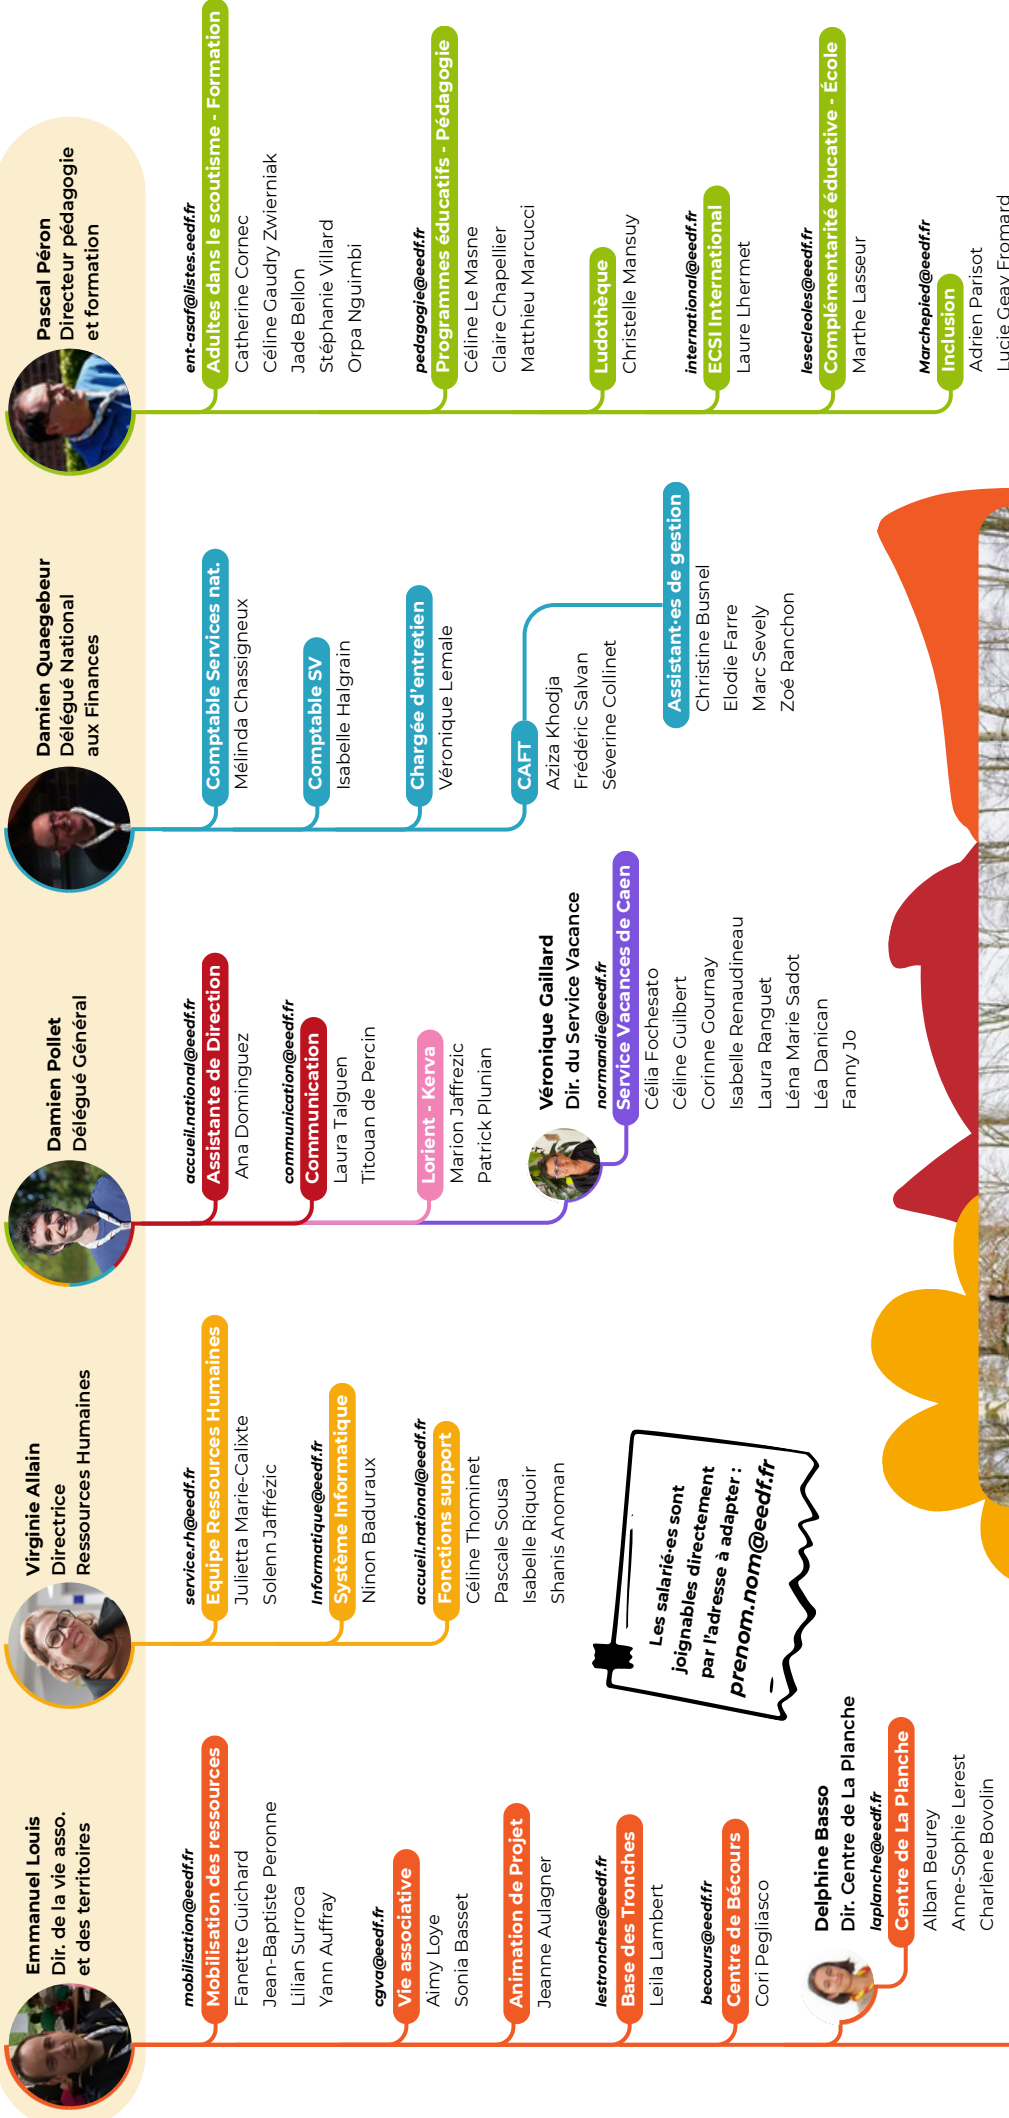 Emmanuel Louis
Dir. de la vie asso.
et des territoires
mobilisation@eedf.fr
Mobilisation des ressources
Fanette Guichard
Jean-Baptiste Peronne
Lilian Surroca
Yann Auffray
cgva@eedf.fr
Vie associative
Aimy Loye
Sonia Basset
Animation de Projet
Jeanne Aulagner
lestronches@eedf.fr
Base des Tronches
Leila Lambert
becours@eedf.fr
Centre de Bécours
Cori Pegliasco
Delphine Basso
Dir. Centre de La Planche
laplanche@eedf.fr
Centre de La Planche
Alban Beurey
Anne-Sophie Lerest
Charlène Bovolin
Virginie Allain
Directrice
Ressources Humaines
service.rh@eedf.fr
Equipe Ressources Humaines
Julietta Marie-Calixte
Solenn Jaffrézic
Informatique@eedf.fr
Système Informatique
Ninon Baduraux
accueil.national@eedf.fr
Fonctions support
Céline Thominet
Pascale Sousa
Isabelle Riquoir
Shanis Anoman
Les salarié·es sont
joignables directement
par l'adresse à adapter :
prenom.nom@eedf.fr
Damien Pollet
Délégué Général
accueil.national@eedf.fr
Assistante de Direction
Ana Dominguez
communication@eedf.fr
Communication
Laura Talguen
Titouan de Percin
Lorient - Kerva
Marion Jaffrezic
Patrick Plunian
Veronique Gaillard
Dir. du Service Vacance
normandie@eedf.fr
Service Vacances de Caen
Célia Fochesato
Céline Guilbert
Corinne Gournay
Isabelle Renaudineau
Laura Ranguet
Léna Marie Sadot
Léa Danican
Fanny Jo
Damien Quaegebeur
Délégué National
aux Finances
Comptable Services nat.
Mélinda Chassigneux
Comptable SV
Isabelle Halgrain
Chargée d'entretien
Véronique Lemale
CAFT
Aziza Khodja
Frédéric Salvan
Séverine Collinet
Assistant·es de gestion
Christine Busnel
Elodie Farre
Marc Sevely
Zoé Ranchon
Pascal Péron
Directeur pédagogie
et formation
ent-asaf@listes.eedf.fr
Adultes dans le scoutisme - Formation
Catherine Cornec
Céline Gaudry Zwierniak
Jade Bellon
Stéphanie Villard
Orpa Nguimbi
pedagogie@eedf.fr
Programmes éducatifs - Pédagogie
Céline Le Masne
Claire Chapellier
Matthieu Marcucci
Ludothèque
Christelle Mansuy
international@eedf.fr
ECSI International
Laure Lhermet
lesecleoles@eedf.fr
Complémentarité éducative - École
Marthe Lasseur
Marchepied@eedf.fr
Inclusion
Adrien Parisot
Lucie Geay Fromard